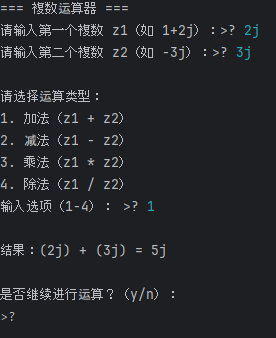 === 複数运算器 ===
请输入第一个複数 z1（如 1+2j）：>? 2j
请输入第二个複数 z2（如 -3j）：>? 3j
请选择运算类型：
1. 加法（z1 + z2）
2. 减法（z1 - z2）
3. 乘法（z1 * z2）
4. 除法（z1 / z2）
输入选项（1-4）： >? 1
结果：(2j) + (3j) = 5j
是否继续进行运算？（y/n）：
>?